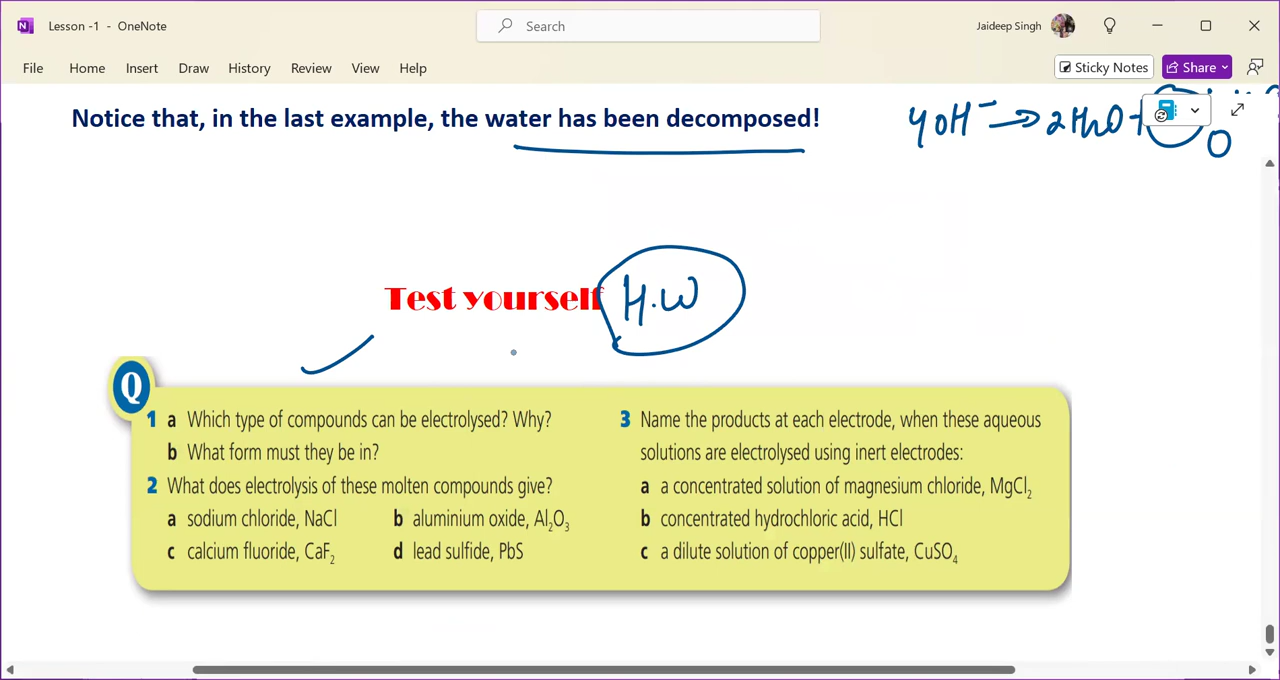 Lesson -1 - OneNote
Search
Jaideep Singh
File Home Insert Draw History Review View Help
Sticky Notes Share
Notice that, in the last example, the water has been decomposed!
4OH⁻ → 2H₂O +
Test yourself H.W
Q
1 a Which type of compounds can be electrolysed? Why?
b What form must they be in?
2 What does electrolysis of these molten compounds give?
a sodium chloride, NaCl b aluminium oxide, Al₂O₃
c calcium fluoride, CaF₂ d lead sulfide, PbS
3 Name the products at each electrode, when these aqueous
solutions are electrolysed using inert electrodes:
a a concentrated solution of magnesium chloride, MgCl₂
b concentrated hydrochloric acid, HCl
c a dilute solution of copper(II) sulfate, CuSO₄